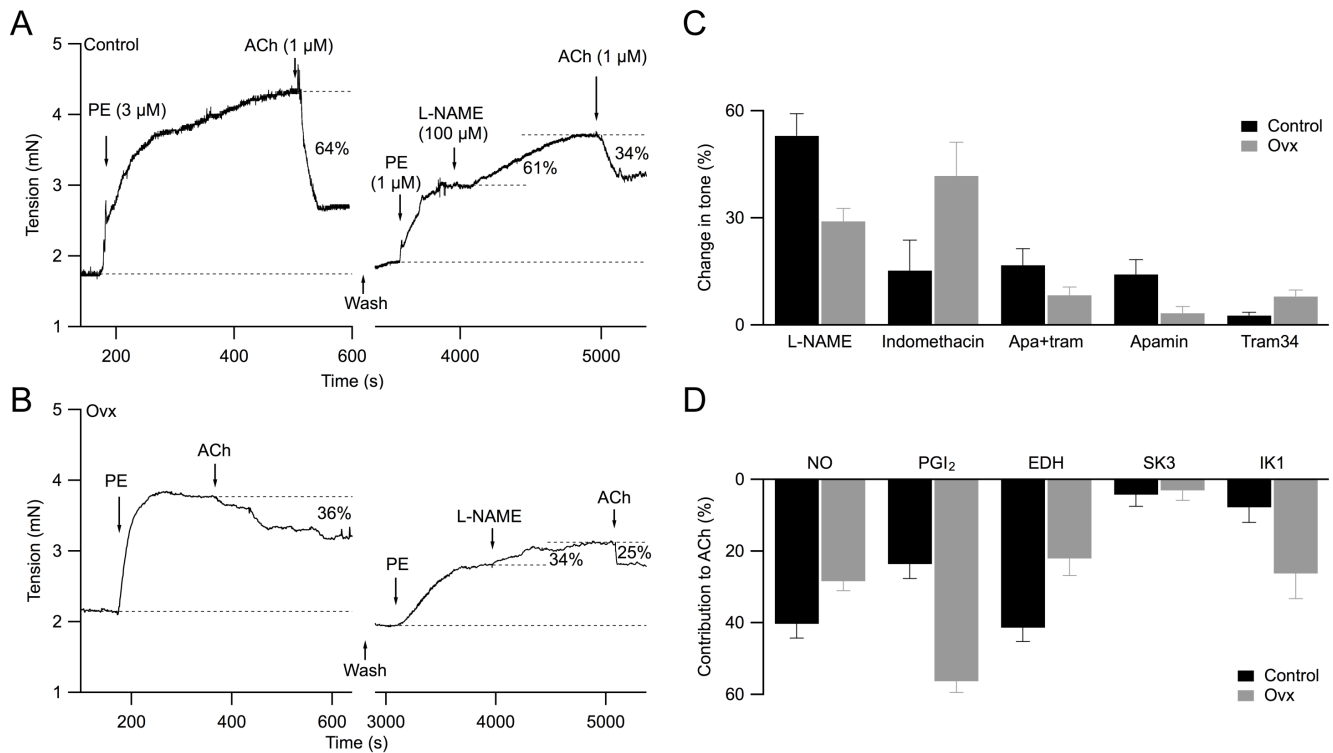 A
Control
5
4
3
2
1
Tension (mN)
PE (3 µM)
ACh (1 µM)
64%
Wash
PE
(1 µM)
L-NAME
(100 µM)
61%
ACh (1 µM)
34%
200
400
600
4000
5000
Time (s)
B
Ovx
5
4
3
2
1
Tension (mN)
PE
ACh
36%
Wash
PE
L-NAME
34%
ACh
25%
200
400
600
3000
4000
5000
Time (s)
C
60
30
0
Change in tone (%)
Control
Ovx
L-NAME
Indomethacin
Apa+tram
Apamin
Tram34
D
NO
PGI₂
EDH
SK3
IK1
0
20
40
60
Contribution to ACh (%)
Control
Ovx